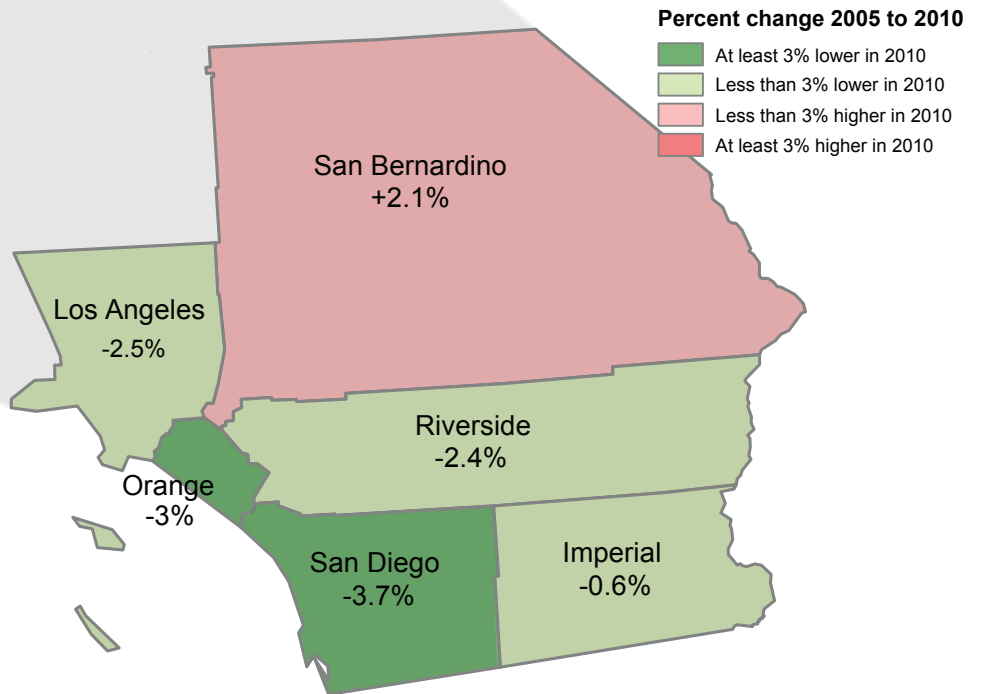 Percent change 2005 to 2010
At least 3% lower in 2010
Less than 3% lower in 2010
Less than 3% higher in 2010
At least 3% higher in 2010
San Bernardino
+2.1%
Los Angeles
-2.5%
Riverside
-2.4%
Orange
-3%
San Diego
-3.7%
Imperial
-0.6%